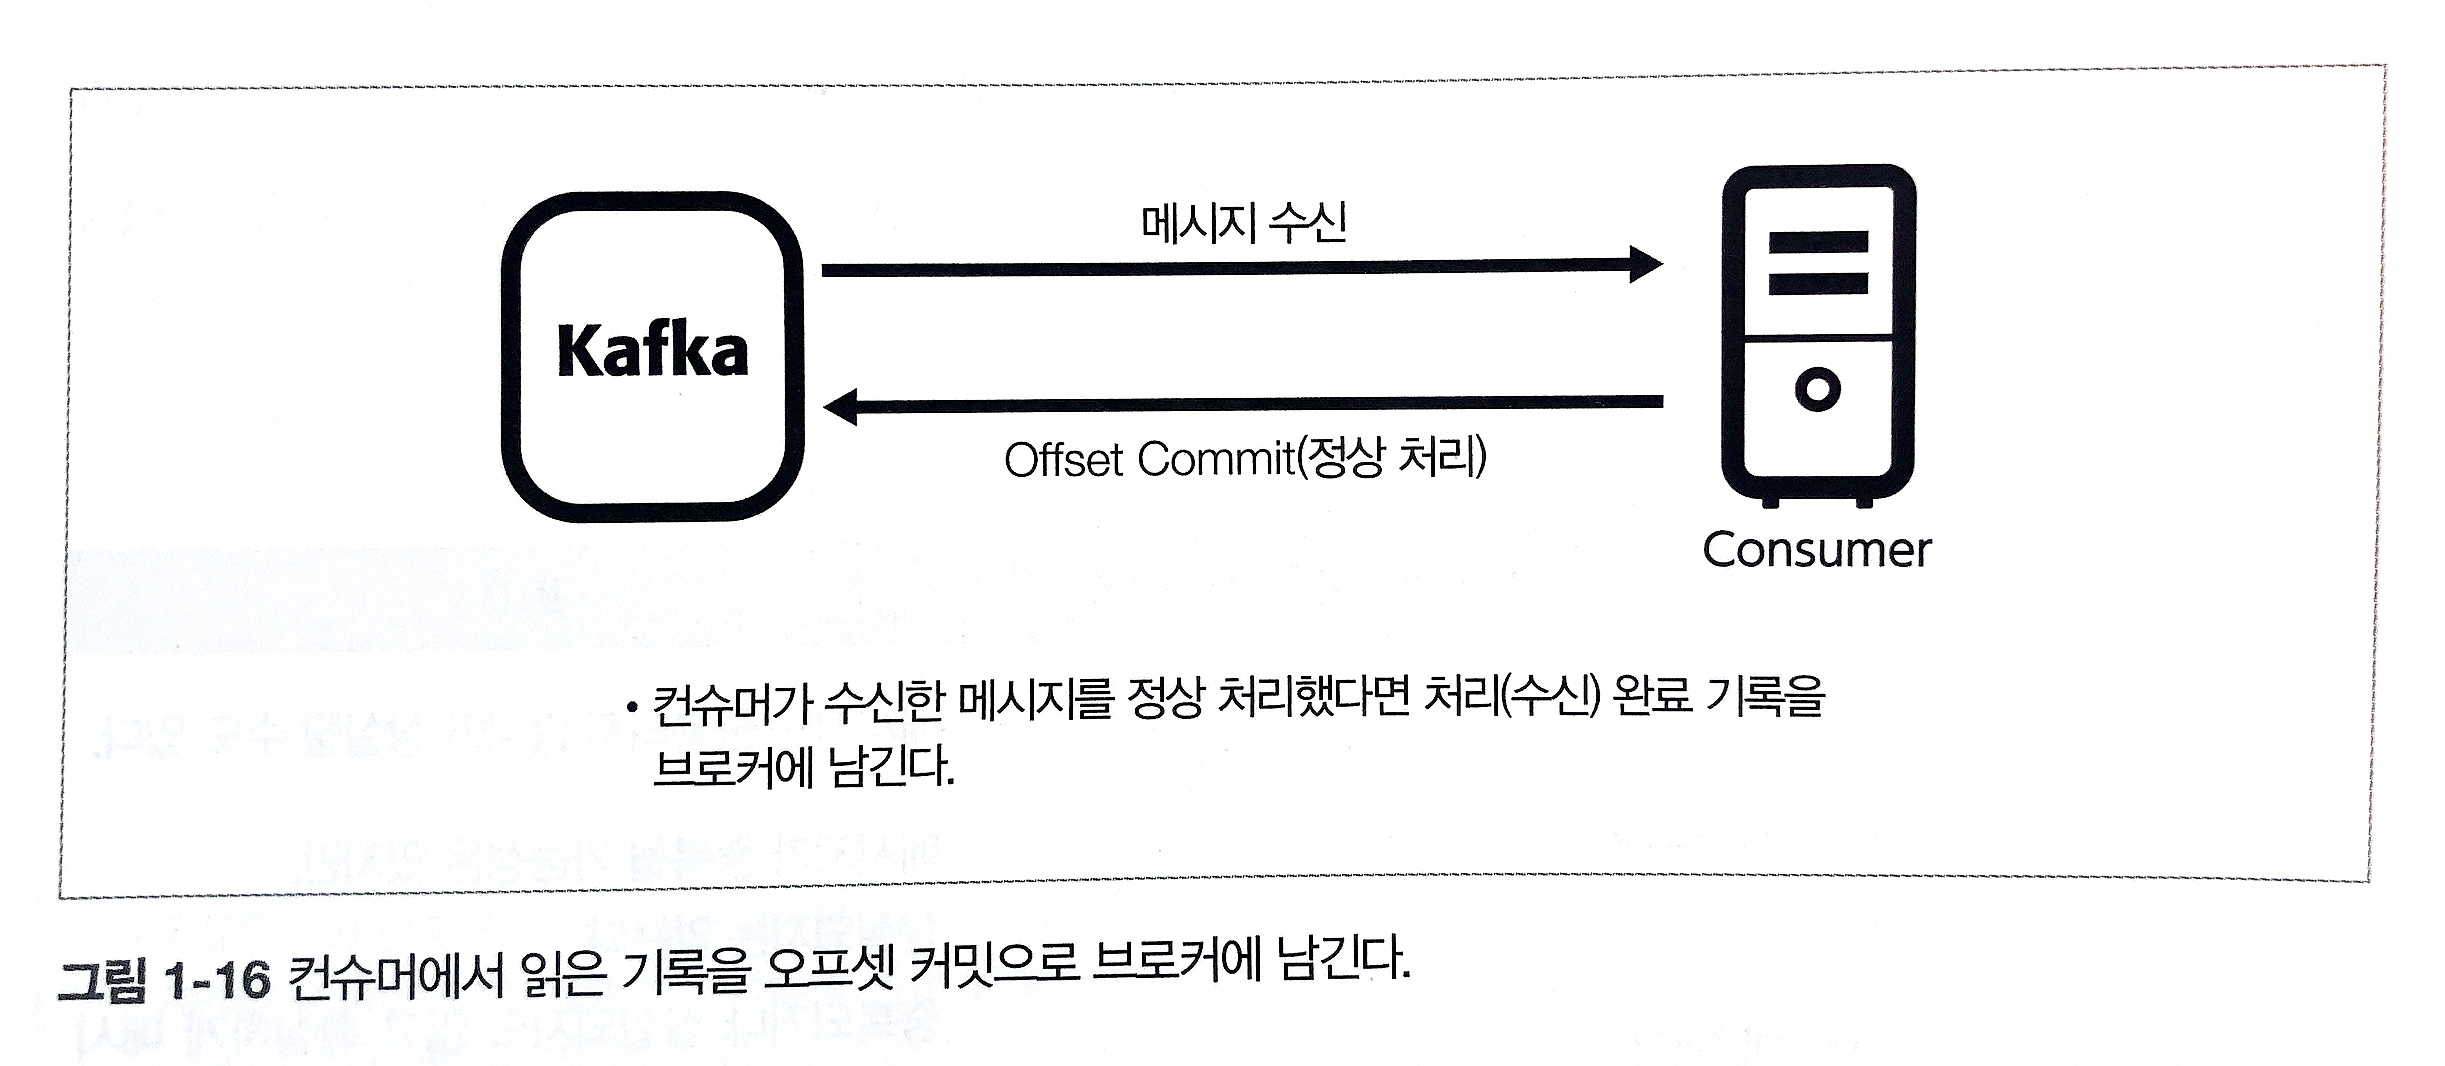 메시지 수신
Kafka
Offset Commit(정상 처리)
Consumer
• 컨슈머가 수신한 메시지를 정상 처리했다면 처리(수신) 완료 기록을
브로커에 남긴다.
그림 1-16 컨슈머에서 읽은 기록을 오프셋 커밋으로 브로커에 남긴다.